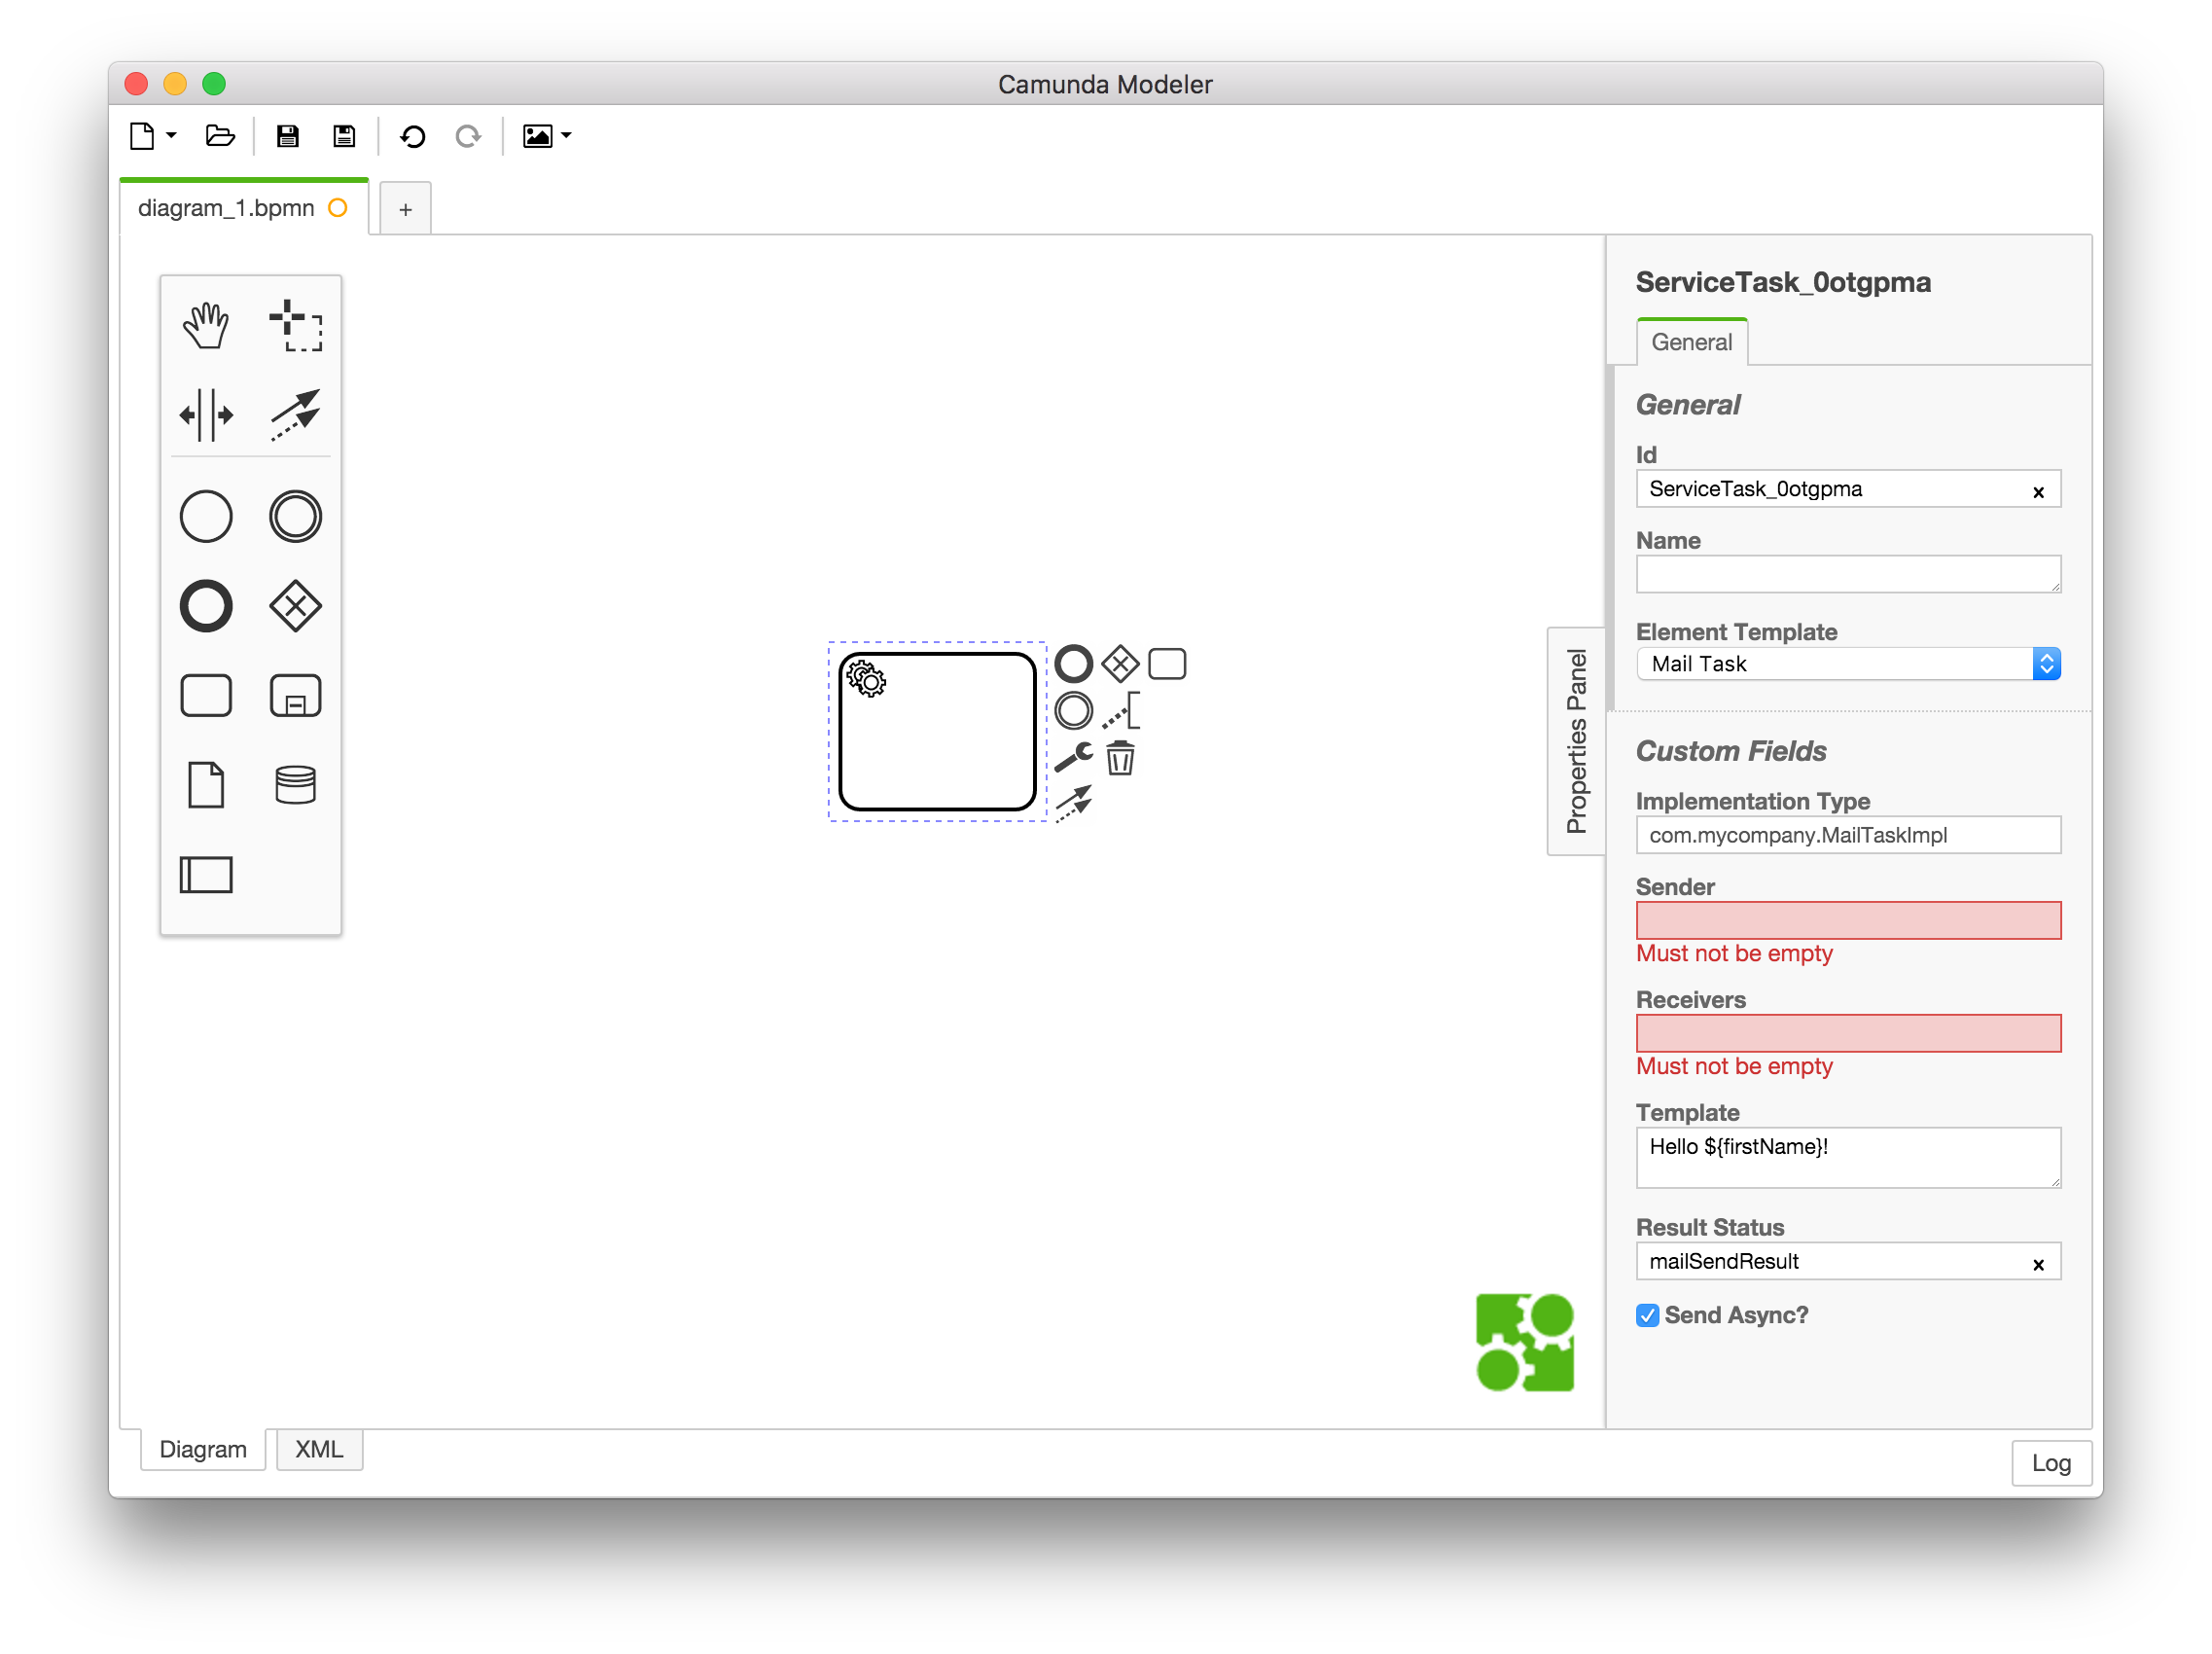 Camunda Modeler
diagram_1.bpmn
+
ServiceTask_0otgpma
General
General
Id
ServiceTask_0otgpma
x
Name
Element Template
Mail Task
Properties Panel
Custom Fields
Implementation Type
com.mycompany.MailTaskImpl
Sender
Must not be empty
Receivers
Must not be empty
Template
Hello ${firstName}!
Result Status
mailSendResult
x
Send Async?
Diagram
XML
Log